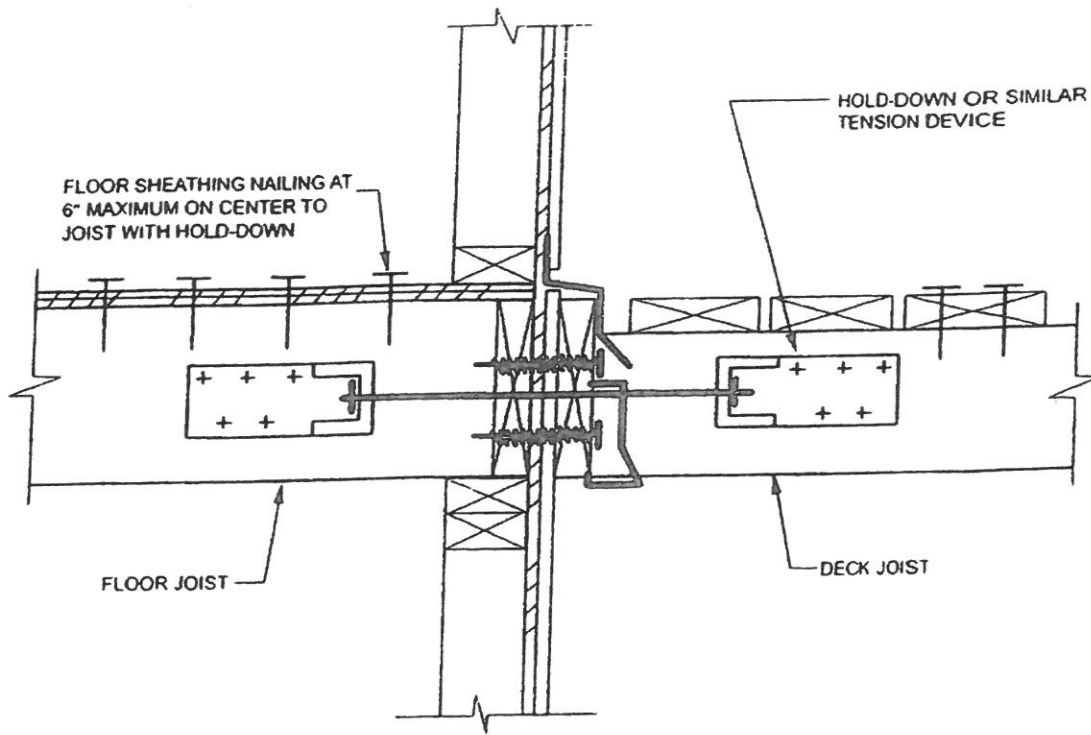 HOLD-DOWN OR SIMILAR
TENSION DEVICE
FLOOR SHEATHING NAILING AT
6" MAXIMUM ON CENTER TO
JOIST WITH HOLD-DOWN
FLOOR JOIST
DECK JOIST